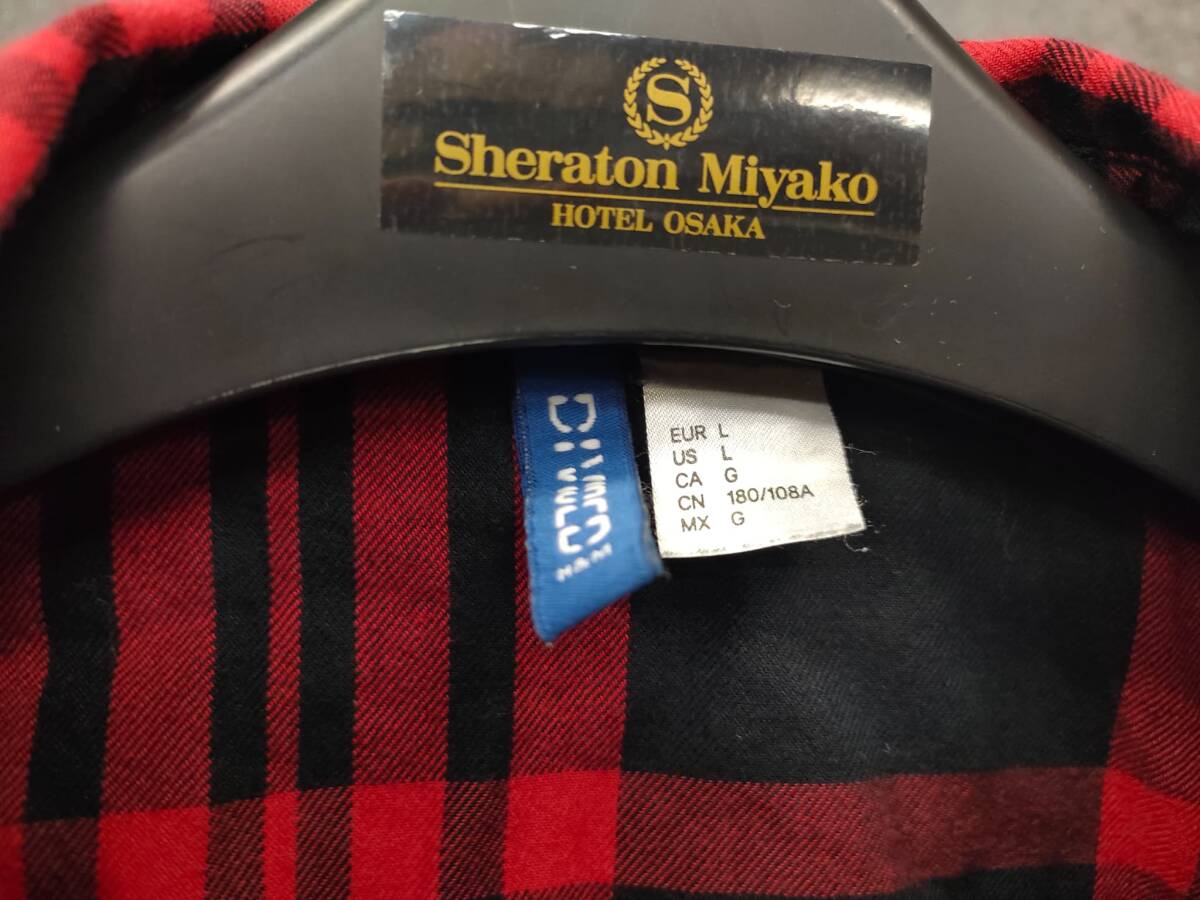 S
Sheraton Miyako
HOTEL OSAKA
EUR L
US L
CA G
CN 180/108A
MX G
H&M